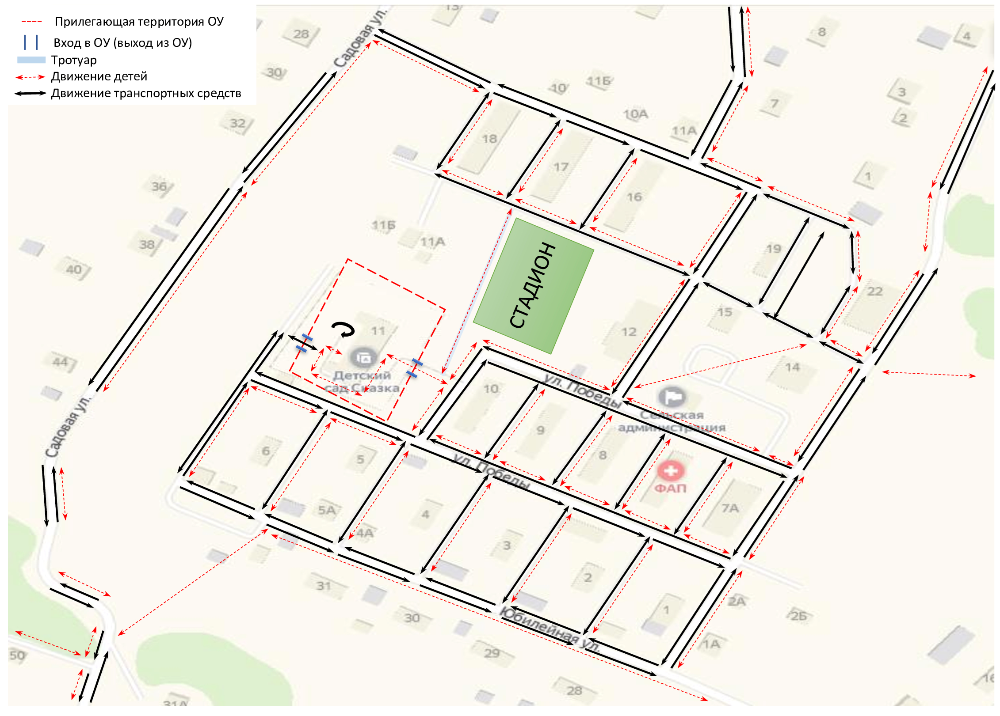 Прилегающая территория ОУ
Вход в ОУ (выход из ОУ)
Тротуар
Движение детей
Движение транспортных средств
Садовая ул.
13
28
30
32
36
38
40
44
8
4
3
7
2
1
10
11Б
10А
11А
18
17
16
19
22
11Б
11А
СТАДИОН
12
15
14
11
Детский
сад Сказка
ул. Победы
Сельская
администрация
10
9
8
ФАП
7А
Садовая ул.
6
5
ул. Победы
5А
4А
4
3
2
1
2А
2Б
1А
31
30
29
28
Юбилейная ул.
50
31А
16